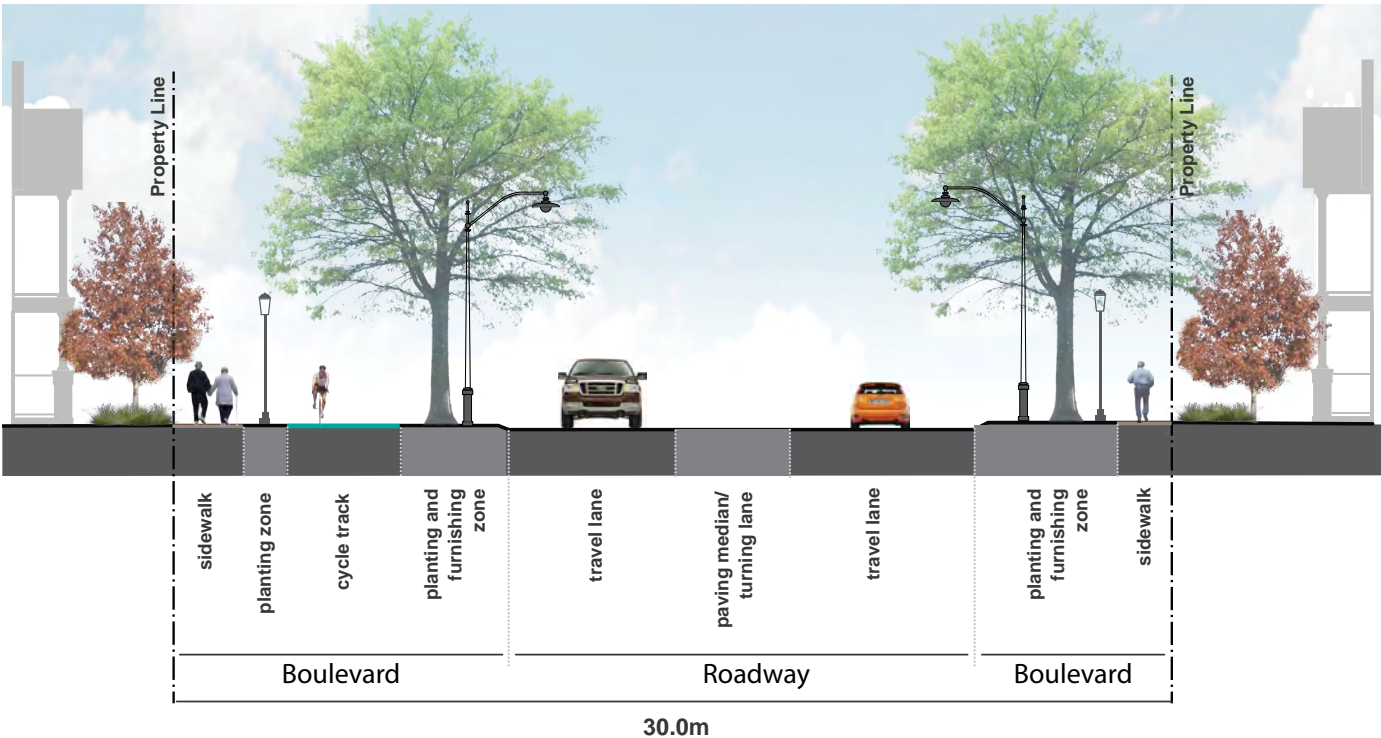 Property Line
Property Line
sidewalk
planting zone
cycle track
planting and
furnishing
zone
travel lane
paving median/
turning lane
travel lane
planting and
furnishing
zone
sidewalk
Boulevard
Roadway
Boulevard
30.0m